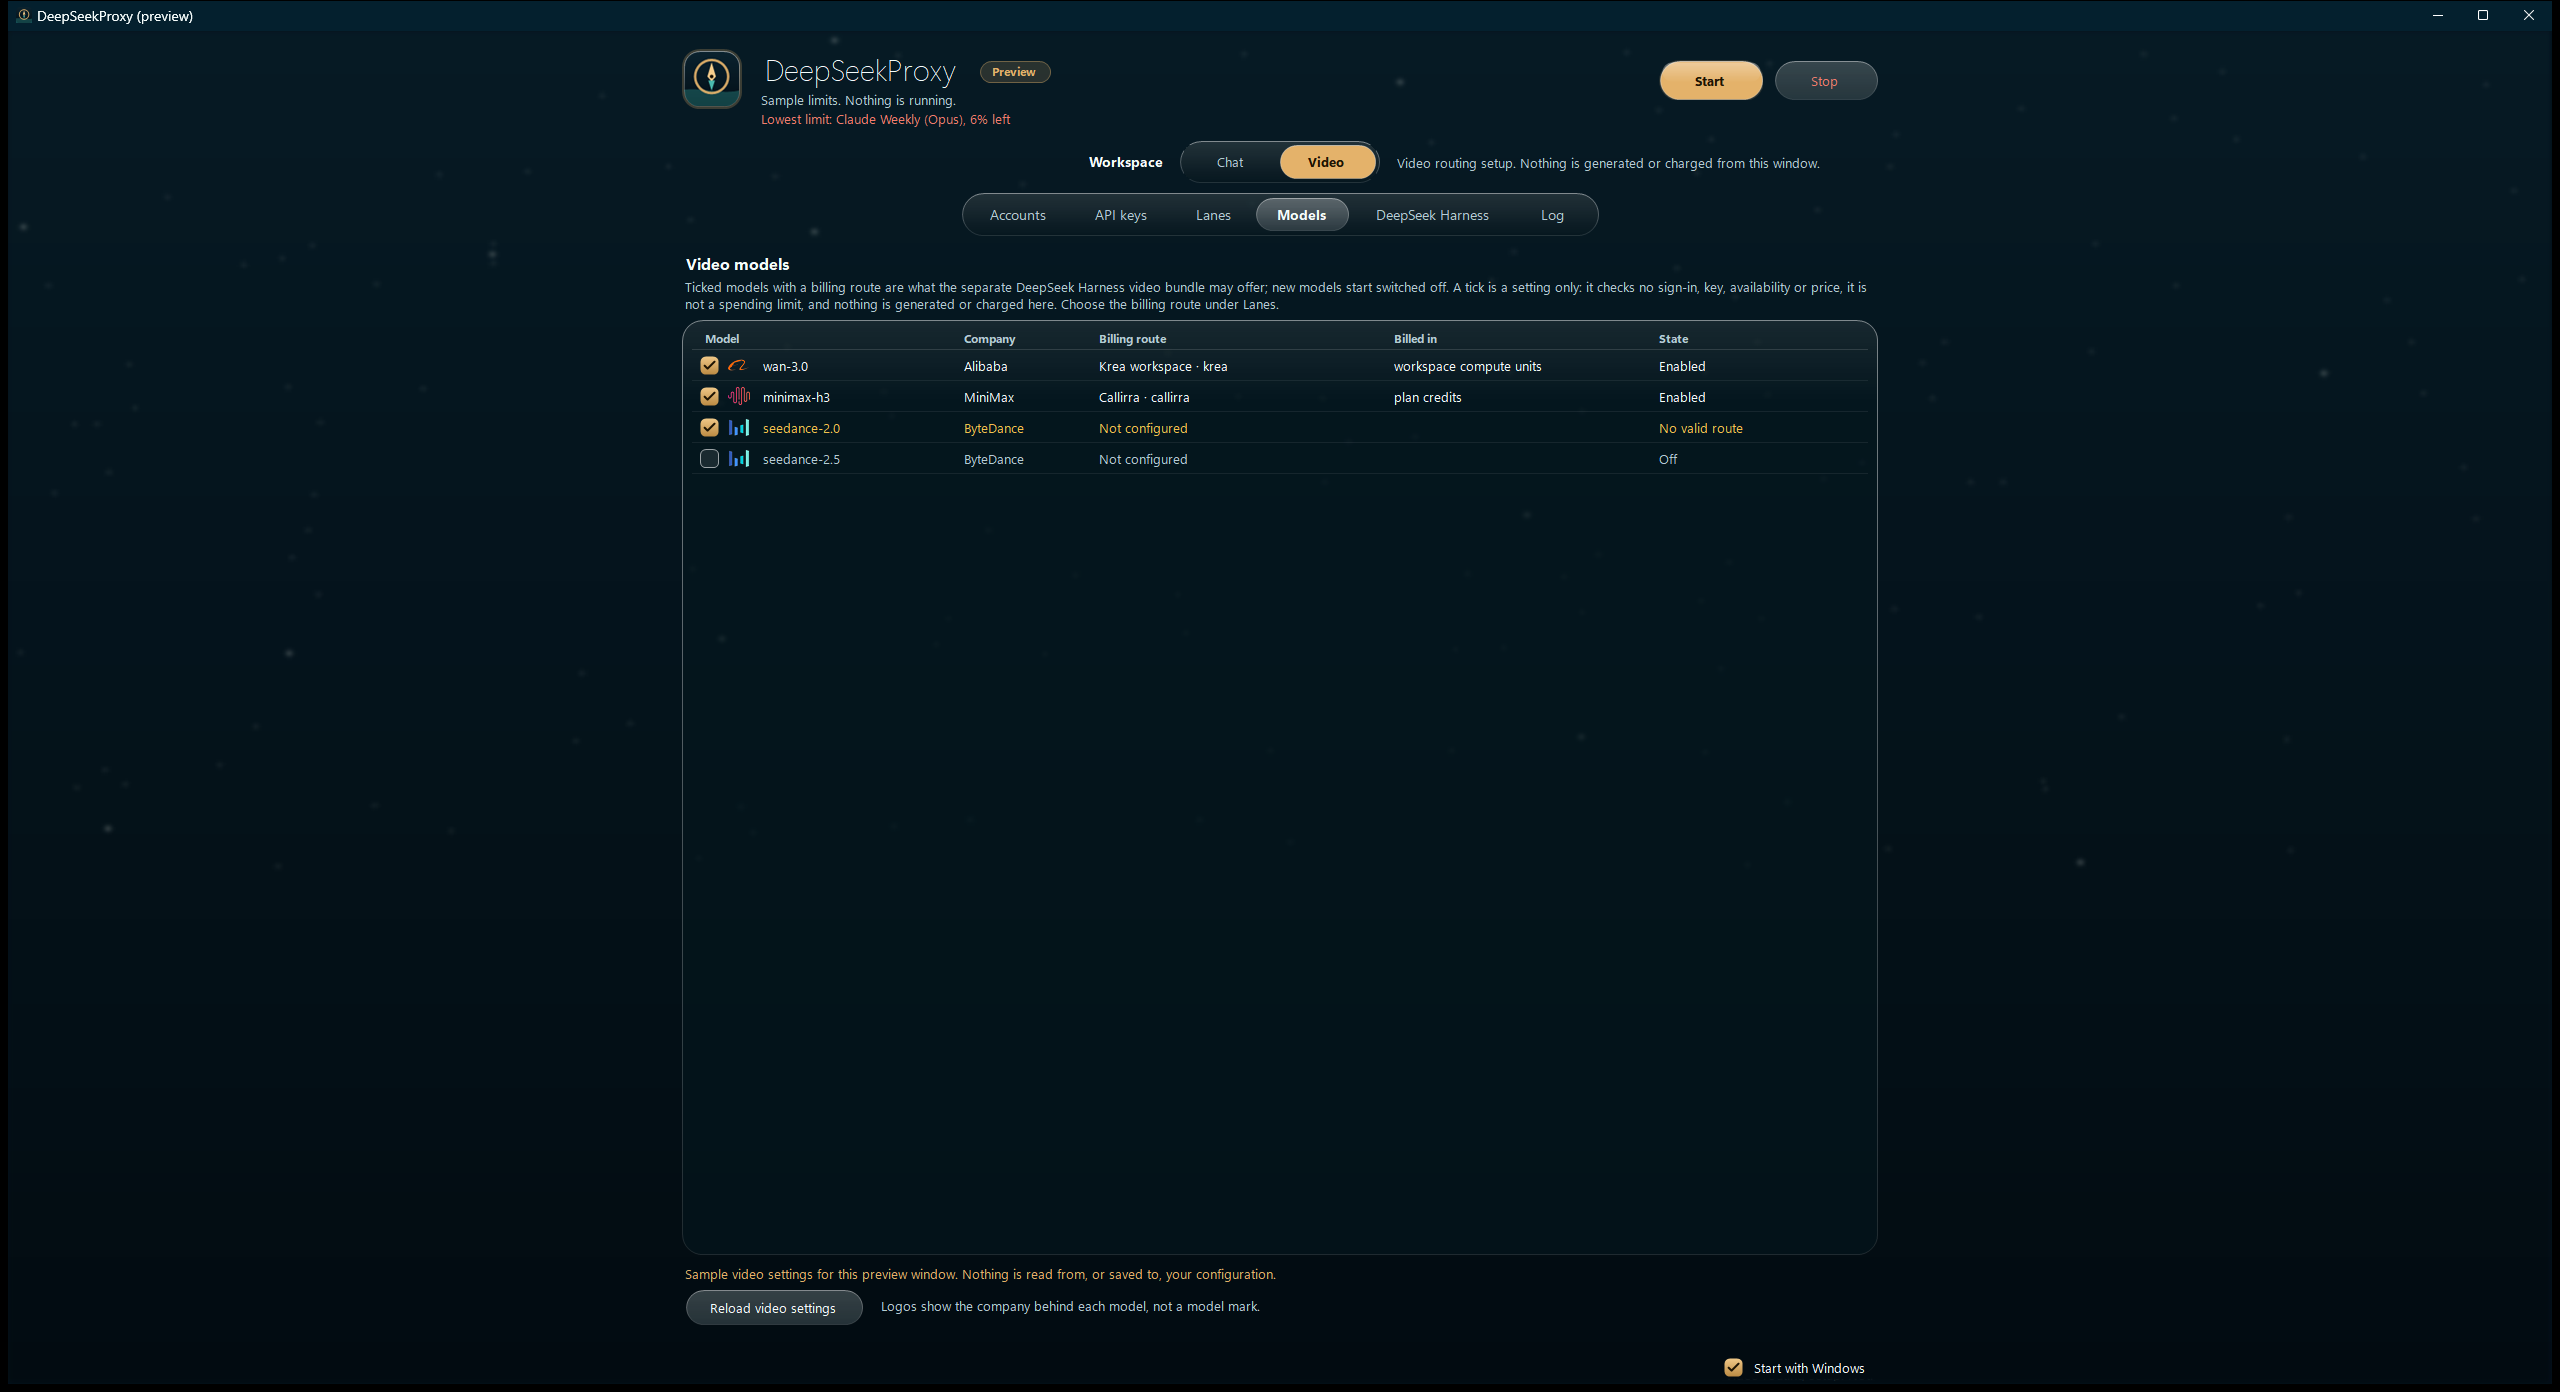 DeepSeekProxy (preview)
DeepSeekProxy
Preview
Start
Stop
Sample limits. Nothing is running.
Lowest limit: Claude Weekly (Opus), 6% left
Workspace
Chat
Video
Video routing setup. Nothing is generated or charged from this window.
Accounts
API keys
Lanes
Models
DeepSeek Harness
Log
Video models
Ticked models with a billing route are what the separate DeepSeek Harness video bundle may offer; new models start switched off. A tick is a setting only: it checks no sign-in, key, availability or price, it is
not a spending limit, and nothing is generated or charged here. Choose the billing route under Lanes.
Model Company Billing route Billed in State
wan-3.0 Alibaba Krea workspace · krea workspace compute units Enabled
minimax-h3 MiniMax Callirra · callirra plan credits Enabled
seedance-2.0 ByteDance Not configured No valid route
seedance-2.5 ByteDance Not configured Off
Sample video settings for this preview window. Nothing is read from, or saved to, your configuration.
Reload video settings
Logos show the company behind each model, not a model mark.
Start with Windows